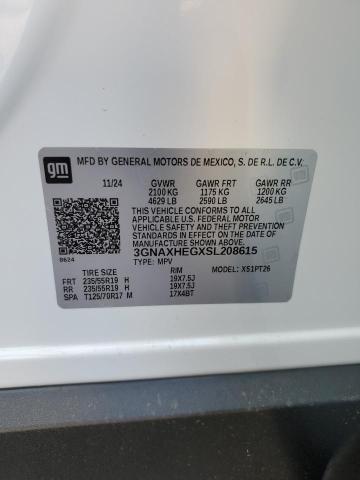 gm
MFD BY GENERAL MOTORS DE MEXICO, S. DE R.L. DE C.V.
11/24 GVWR GAWR FRT GAWR RR
2100 KG 1175 KG 1200 KG
4629 LB 2590 LB 2645 LB
THIS VEHICLE CONFORMS TO ALL APPLICABLE
U.S. FEDERAL MOTOR
VEHICLE SAFETY AND THEFT PREVENTION
STANDARDS IN EFFECT ON THE DATE OF
MANUFACTURE SHOWN ABOVE.
3GNAXHEGXSL208615
8624 TYPE: MPV MODEL: XS1PT26
TIRE SIZE RIM
FRT 235/55R19 H 19X7.5J
RR 235/55R19 H 19X7.5J
SPA T125/70R17 M 17X4BT